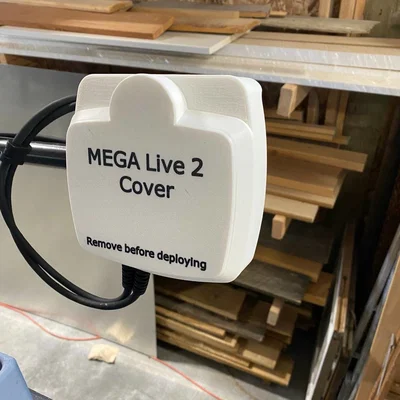 MEGA Live 2
Cover
Remove before deploying